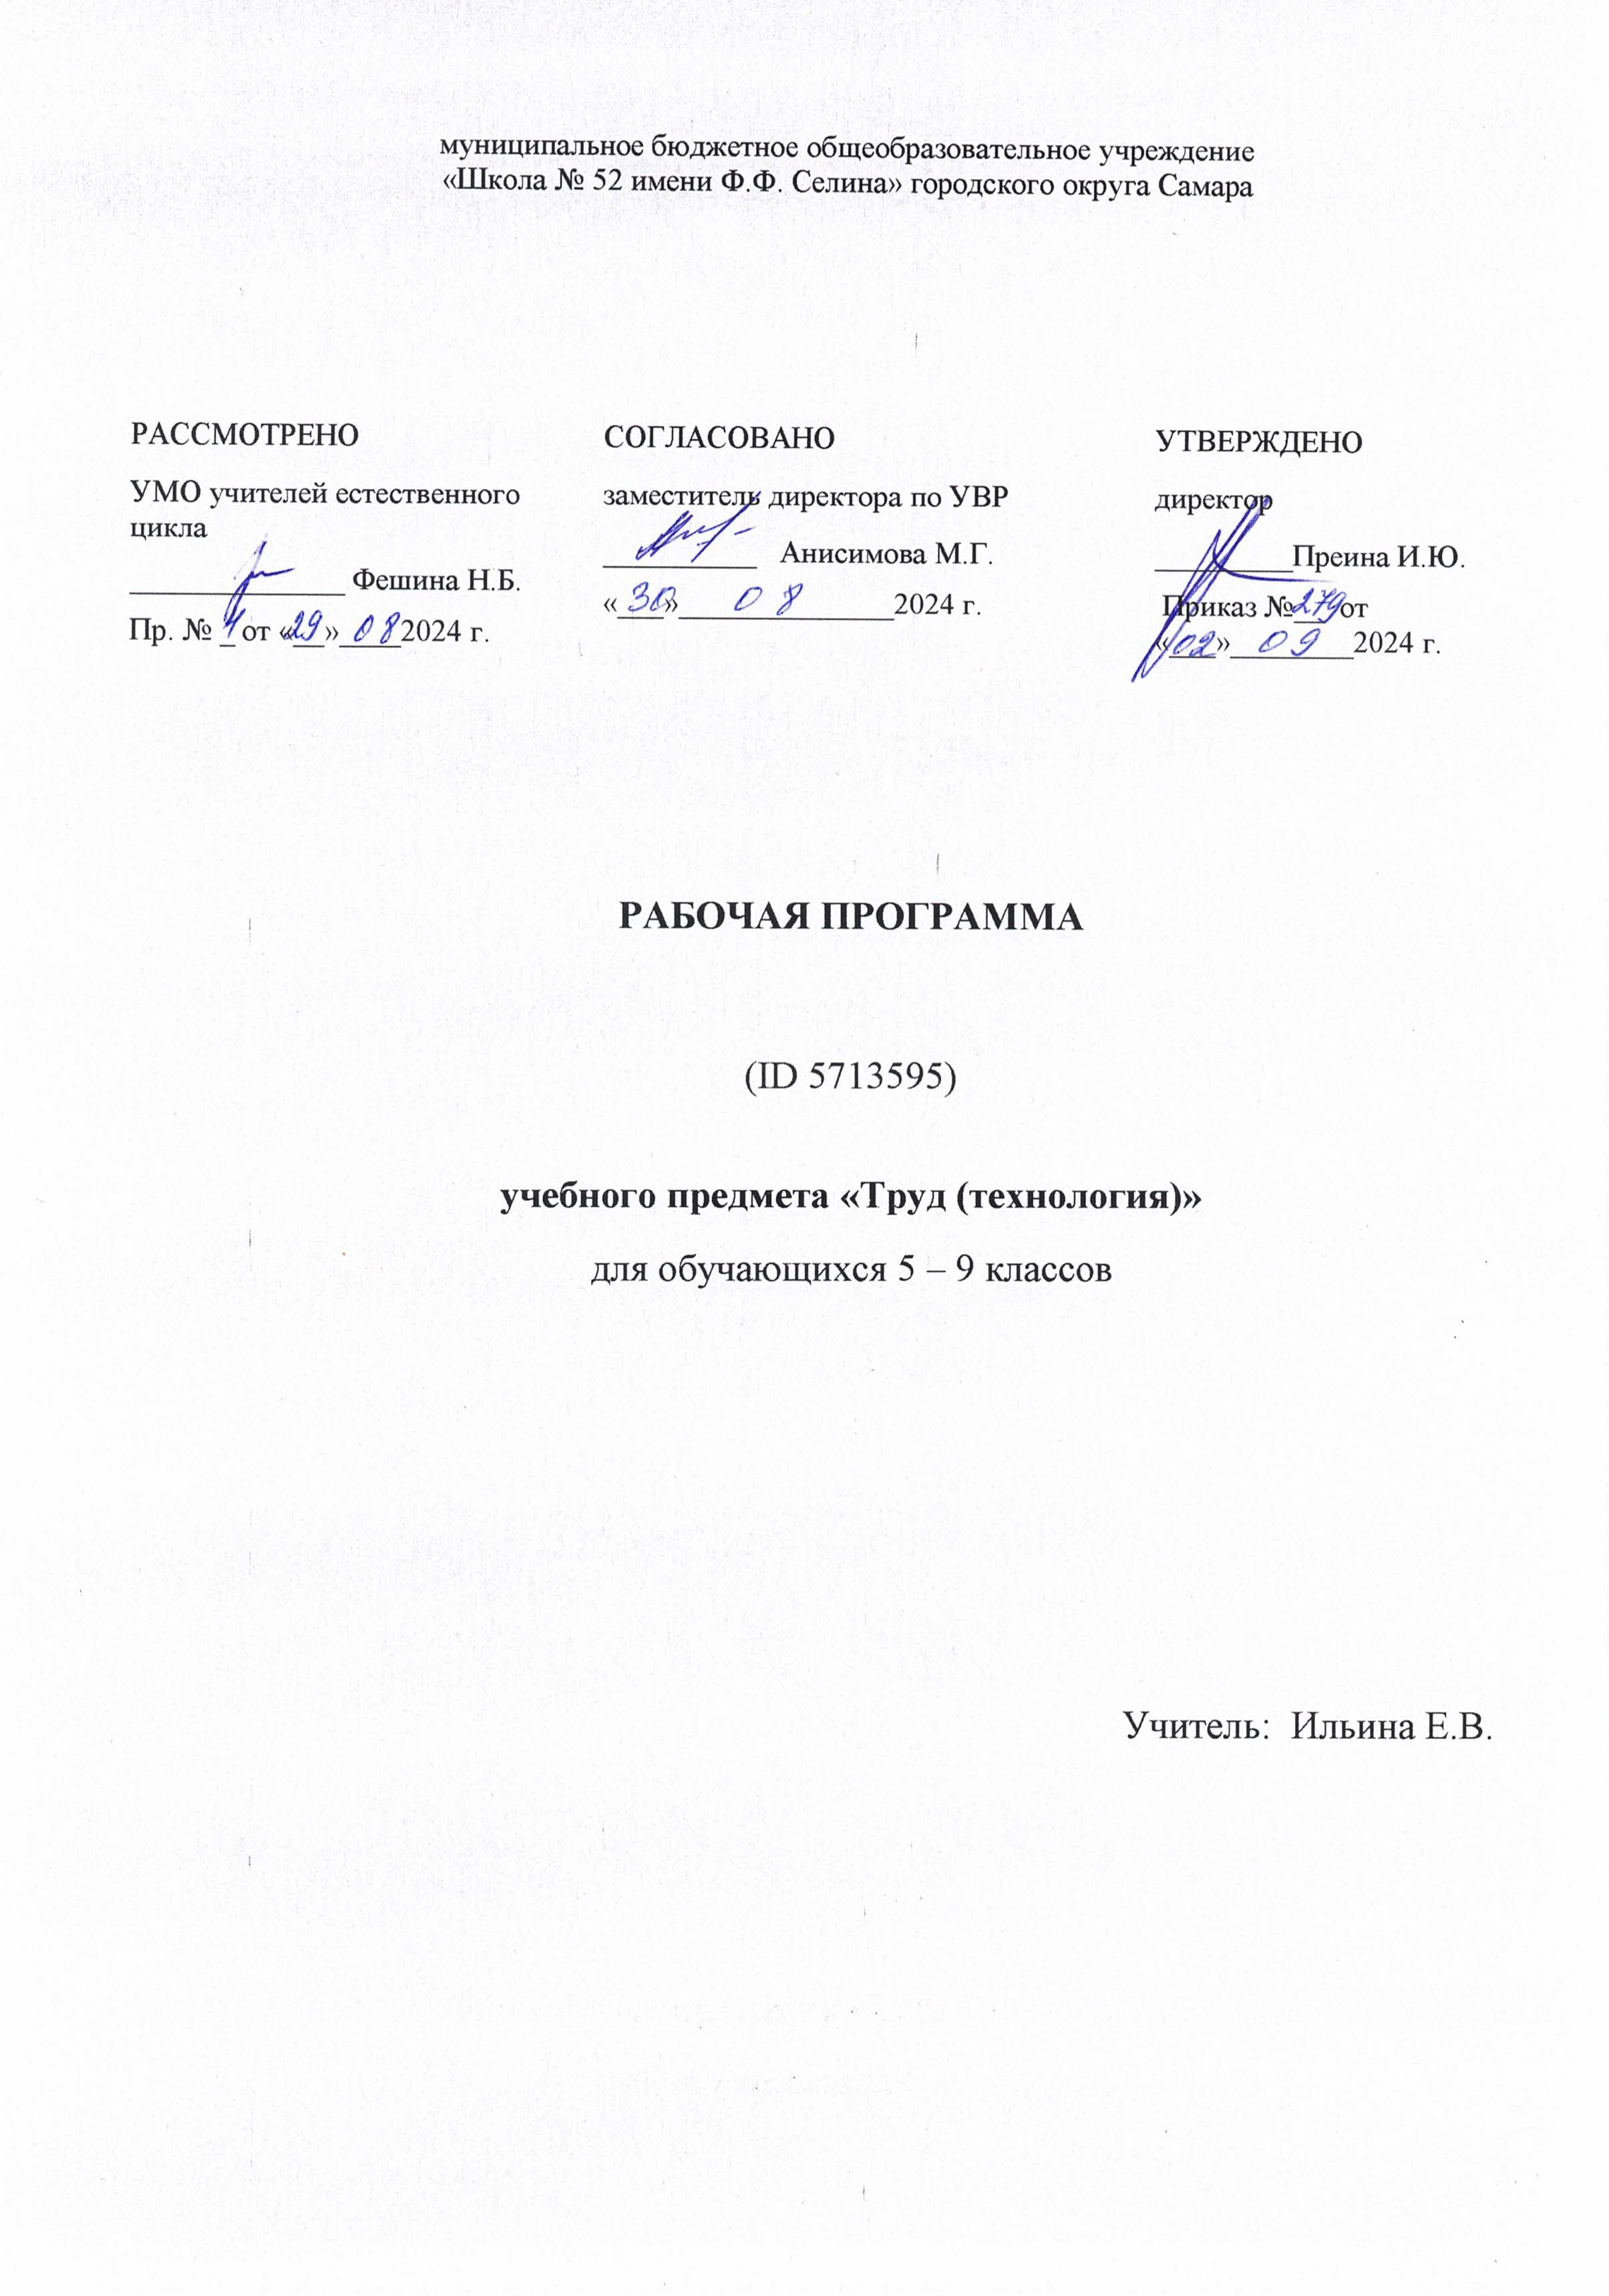 муниципальное бюджетное общеобразовательное учреждение
«Школа № 52 имени Ф.Ф. Селина» городского округа Самара
РАССМОТРЕНО
УМО учителей естественного
цикла
Фешина Н.Б.
Пр. № 4 от «29» 08 2024 г.
СОГЛАСОВАНО
заместитель директора по УВР
Анисимова М.Г.
«30» 08 2024 г.
УТВЕРЖДЕНО
директор
Преина И.Ю.
Приказ № 279 от
«02» 09 2024 г.
РАБОЧАЯ ПРОГРАММА
(ID 5713595)
учебного предмета «Труд (технология)»
для обучающихся 5 – 9 классов
Учитель: Ильина Е.В.